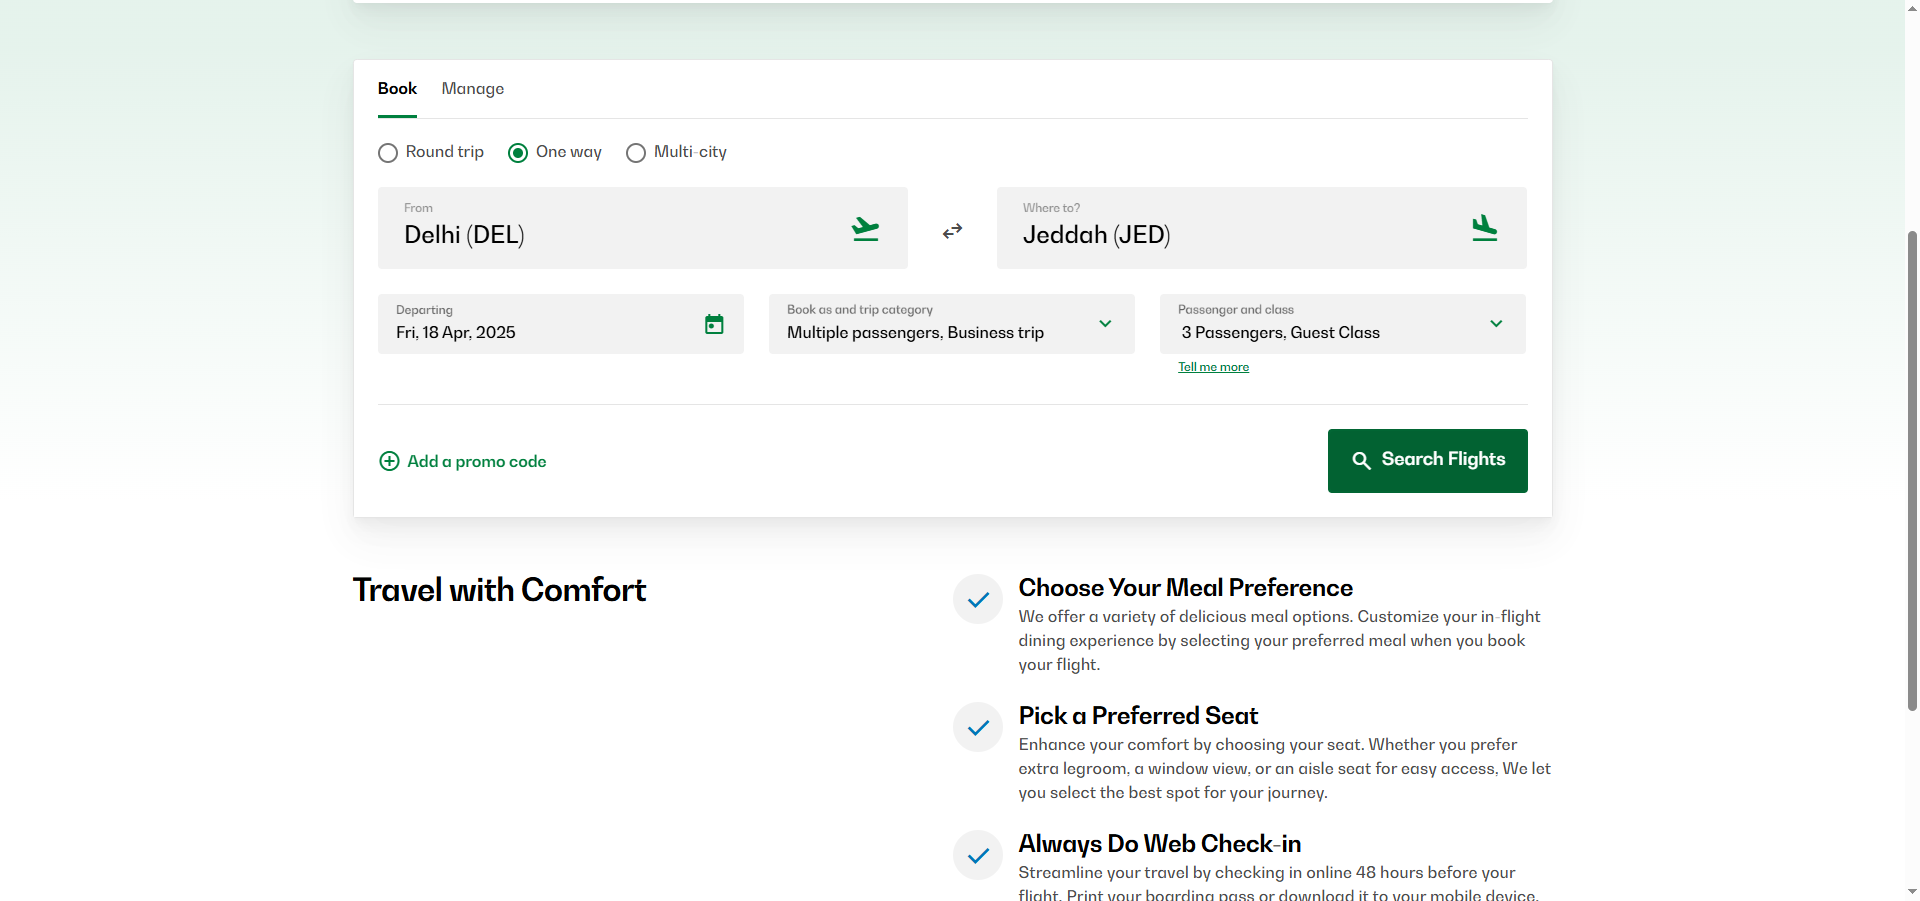 Book
Manage
Round trip
One way
Multi-city
From
Delhi (DEL)
Where to?
Jeddah (JED)
Departing
Fri, 18 Apr, 2025
Book as and trip category
Multiple passengers, Business trip
Passenger and class
3 Passengers, Guest Class
Tell me more
Add a promo code
Search Flights
Travel with Comfort
Choose Your Meal Preference
We offer a variety of delicious meal options. Customize your in-flight
dining experience by selecting your preferred meal when you book
your flight.
Pick a Preferred Seat
Enhance your comfort by choosing your seat. Whether you prefer
extra legroom, a window view, or an aisle seat for easy access, We let
you select the best spot for your journey.
Always Do Web Check-in
Streamline your travel by checking in online 48 hours before your
flight. Print your boarding pass or download it to your mobile device.